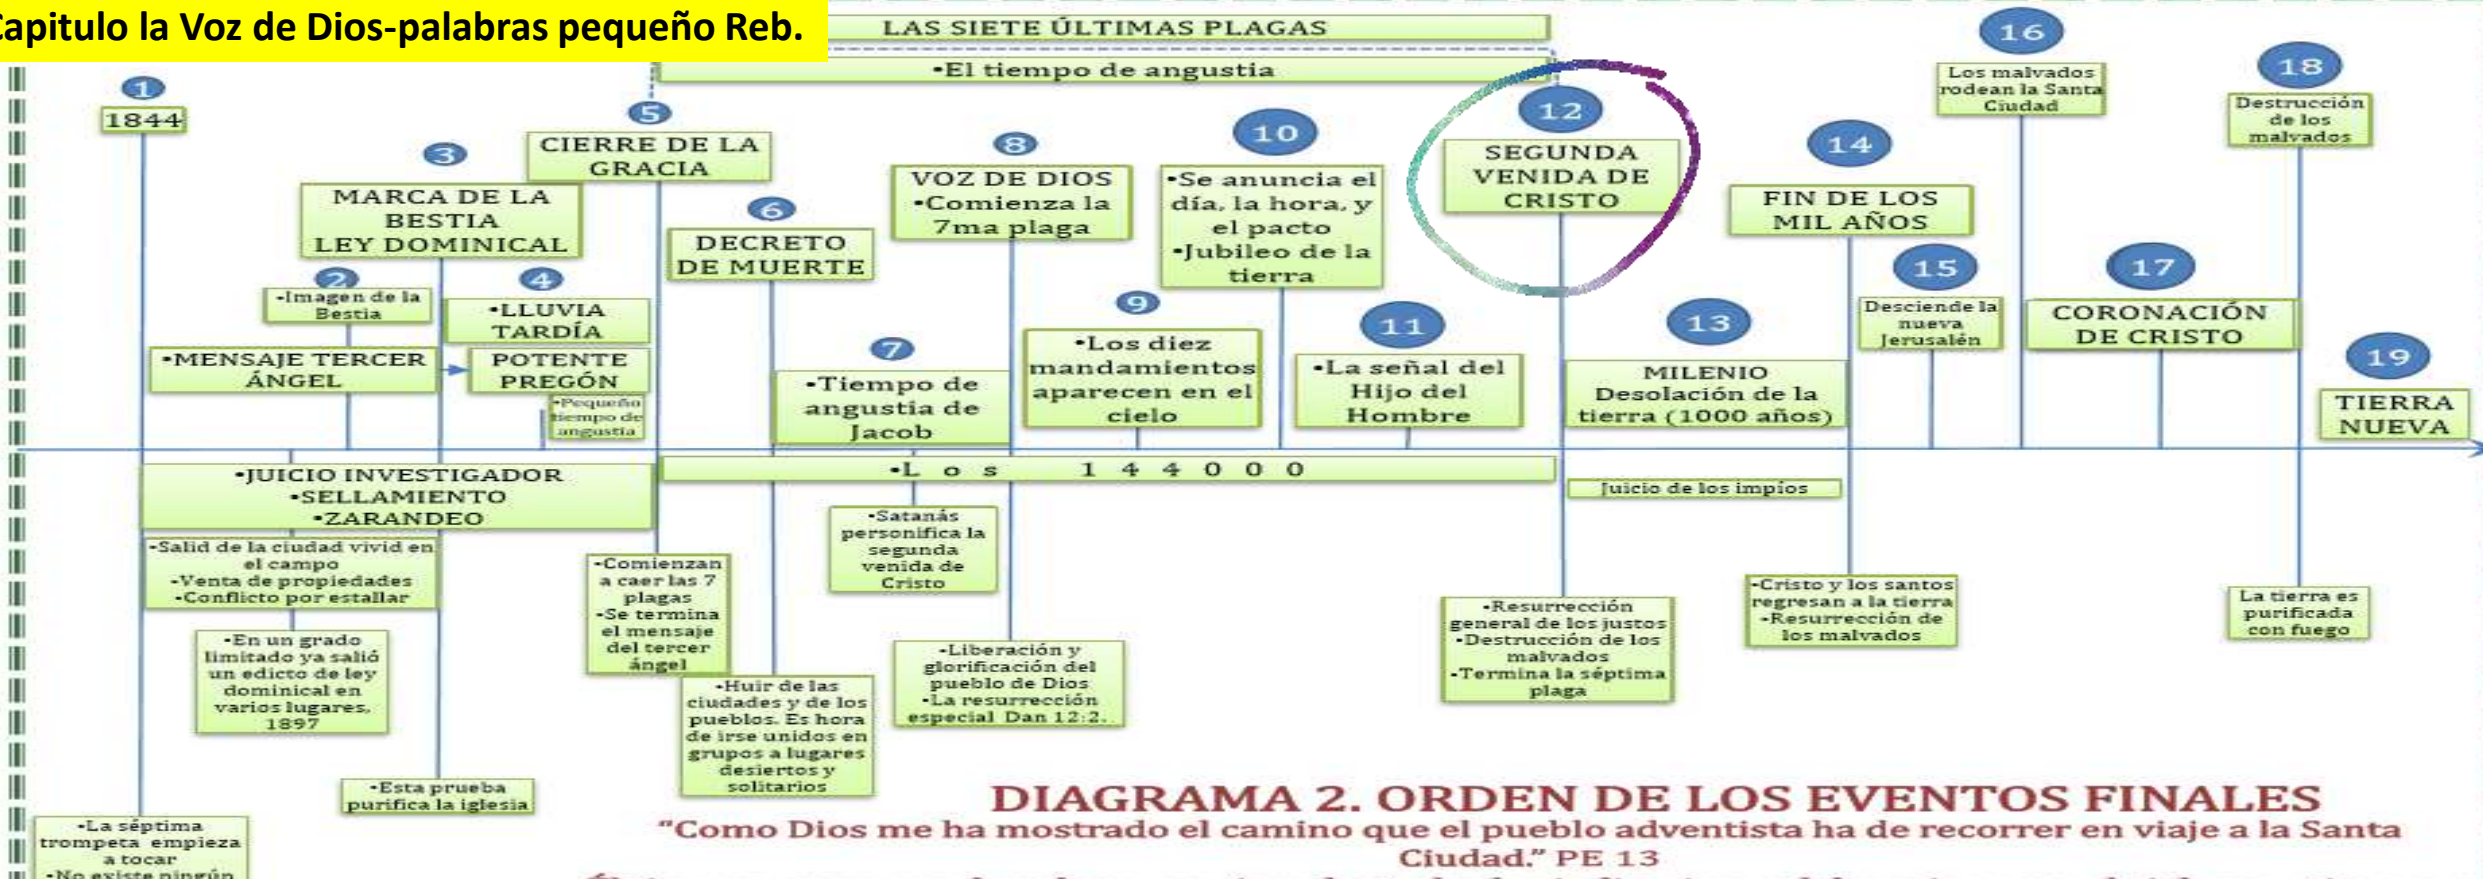 Capitulo la Voz de Dios-palabras pequeño Reb.
LAS SIETE ÚLTIMAS PLAGAS
•El tiempo de angustia
1
1844
2
•Imagen de la
Bestia
3
MARCA DE LA
BESTIA
LEY DOMINICAL
•MENSAJE TERCER
ÁNGEL
4
•LLUVIA
TARDÍA
POTENTE
PREGÓN
•Pequeño
tiempo de
angustia
5
CIERRE DE LA
GRACIA
6
DECRETO
DE MUERTE
7
•Tiempo de
angustia de
Jacob
8
VOZ DE DIOS
•Comienza la
7ma plaga
9
•Los diez
mandamientos
aparecen en el
cielo
10
•Se anuncia el
día, la hora, y
el pacto
•Jubileo de la
tierra
11
•La señal del
Hijo del
Hombre
12
SEGUNDA
VENIDA DE
CRISTO
13
MILENIO
Desolación de la
tierra (1000 años)
14
FIN DE LOS
MIL AÑOS
15
Desciende la
nueva
Jerusalén
16
Los malvados
rodean la Santa
Ciudad
17
CORONACIÓN
DE CRISTO
18
Destrucción
de los
malvados
19
TIERRA
NUEVA
•JUICIO INVESTIGADOR
•SELLAMIENTO
•ZARANDEO
•Los 144000
Juicio de los impíos
•Salid de la ciudad vivid en
el campo
•Venta de propiedades
•Conflicto por estallar
•En un grado
limitado ya salió
un edicto de ley
dominical en
varios lugares,
1897
•Esta prueba
purifica la iglesia
•La séptima
trompeta empieza
a tocar
•No existe ningún
•Comienzan
a caer las 7
plagas
•Se termina
el mensaje
del tercer
ángel
•Huir de las
ciudades y de los
pueblos. Es hora
de irse unidos en
grupos a lugares
desiertos y
solitarios
•Satanás
personifica la
segunda
venida de
Cristo
•Liberación y
glorificación del
pueblo de Dios
•La resurrección
especial Dan 12:2.
•Resurrección
general de los justos
•Destrucción de los
malvados
•Termina la séptima
plaga
•Cristo y los santos
regresan a la tierra
•Resurrección de
los malvados
La tierra es
purificada
con fuego
DIAGRAMA 2. ORDEN DE LOS EVENTOS FINALES
"Como Dios me ha mostrado el camino que el pueblo adventista ha de recorrer en viaje a la Santa
Ciudad." PE 13